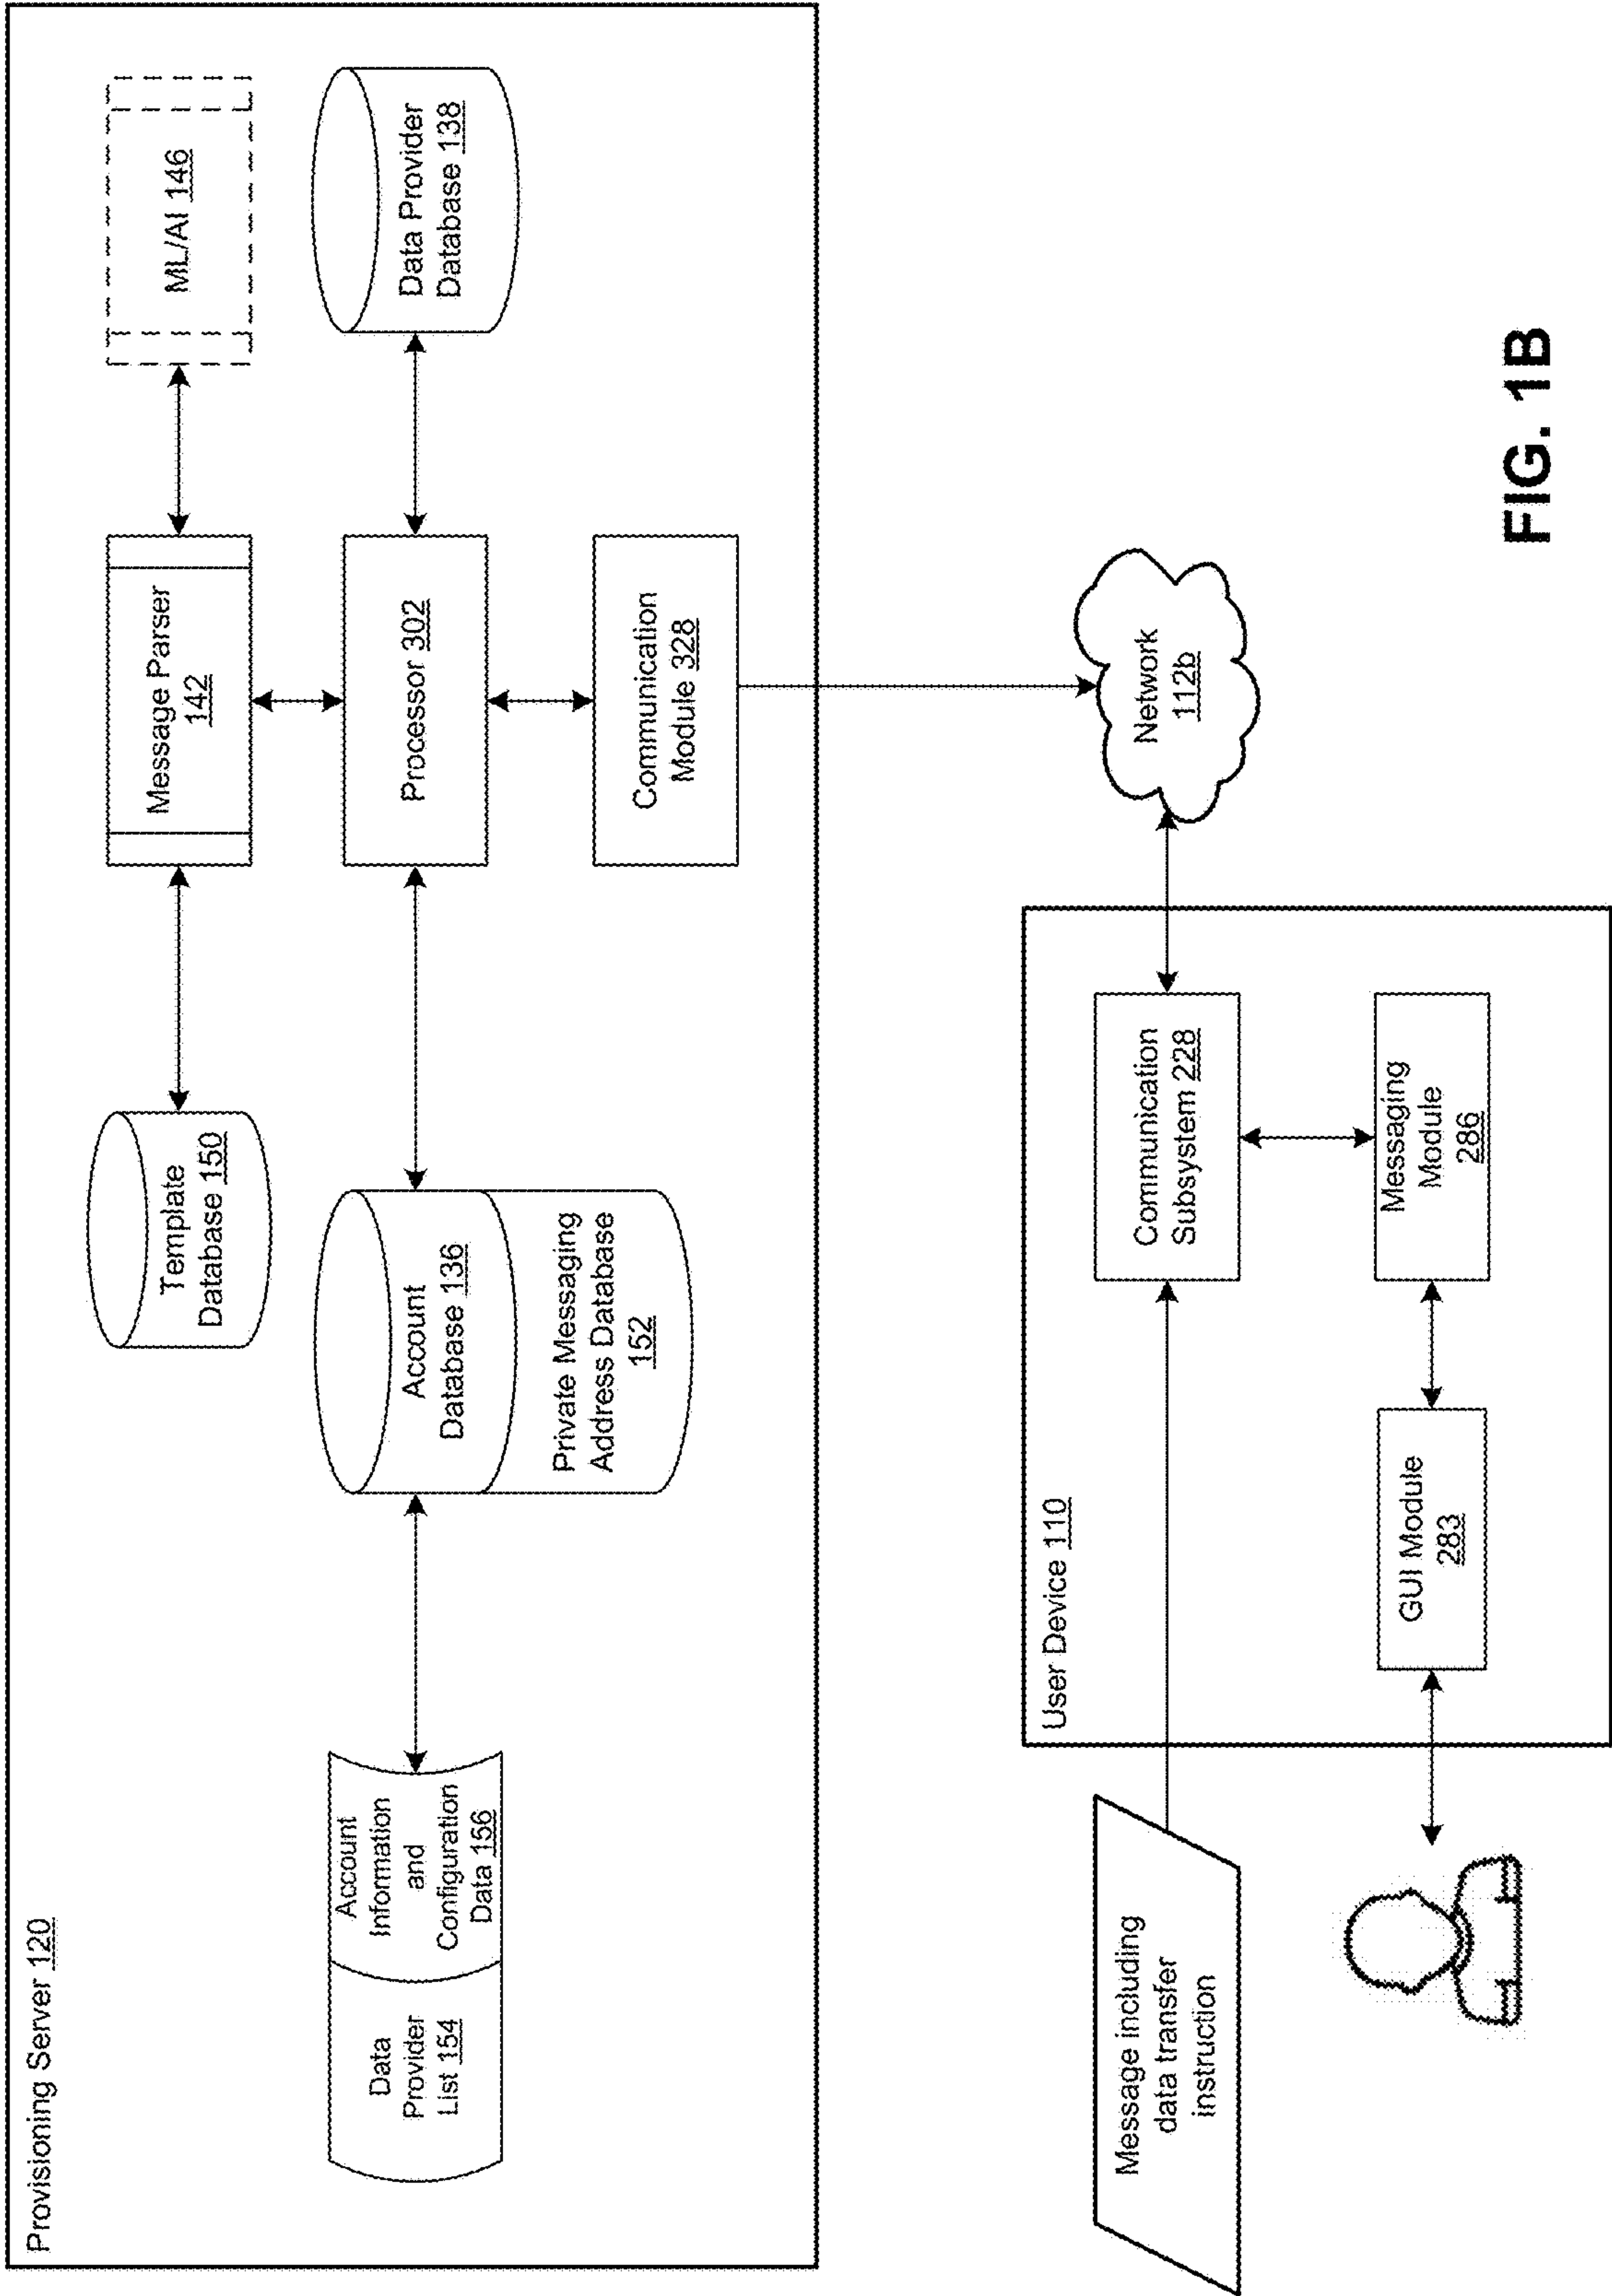 Provisioning Server 120
Data
Provider
List 154
Account
Information
and
Configuration
Data 156
Template
Database 150
Account
Database 136
Private Messaging
Address Database
152
Message Parser
142
ML/AI 146
Processor 302
Data Provider
Database 138
Communication
Module 328
Network
112b
Message including
data transfer
instruction
User Device 110
Communication
Subsystem 228
GUI Module
283
Messaging
Module
286
FIG. 1B